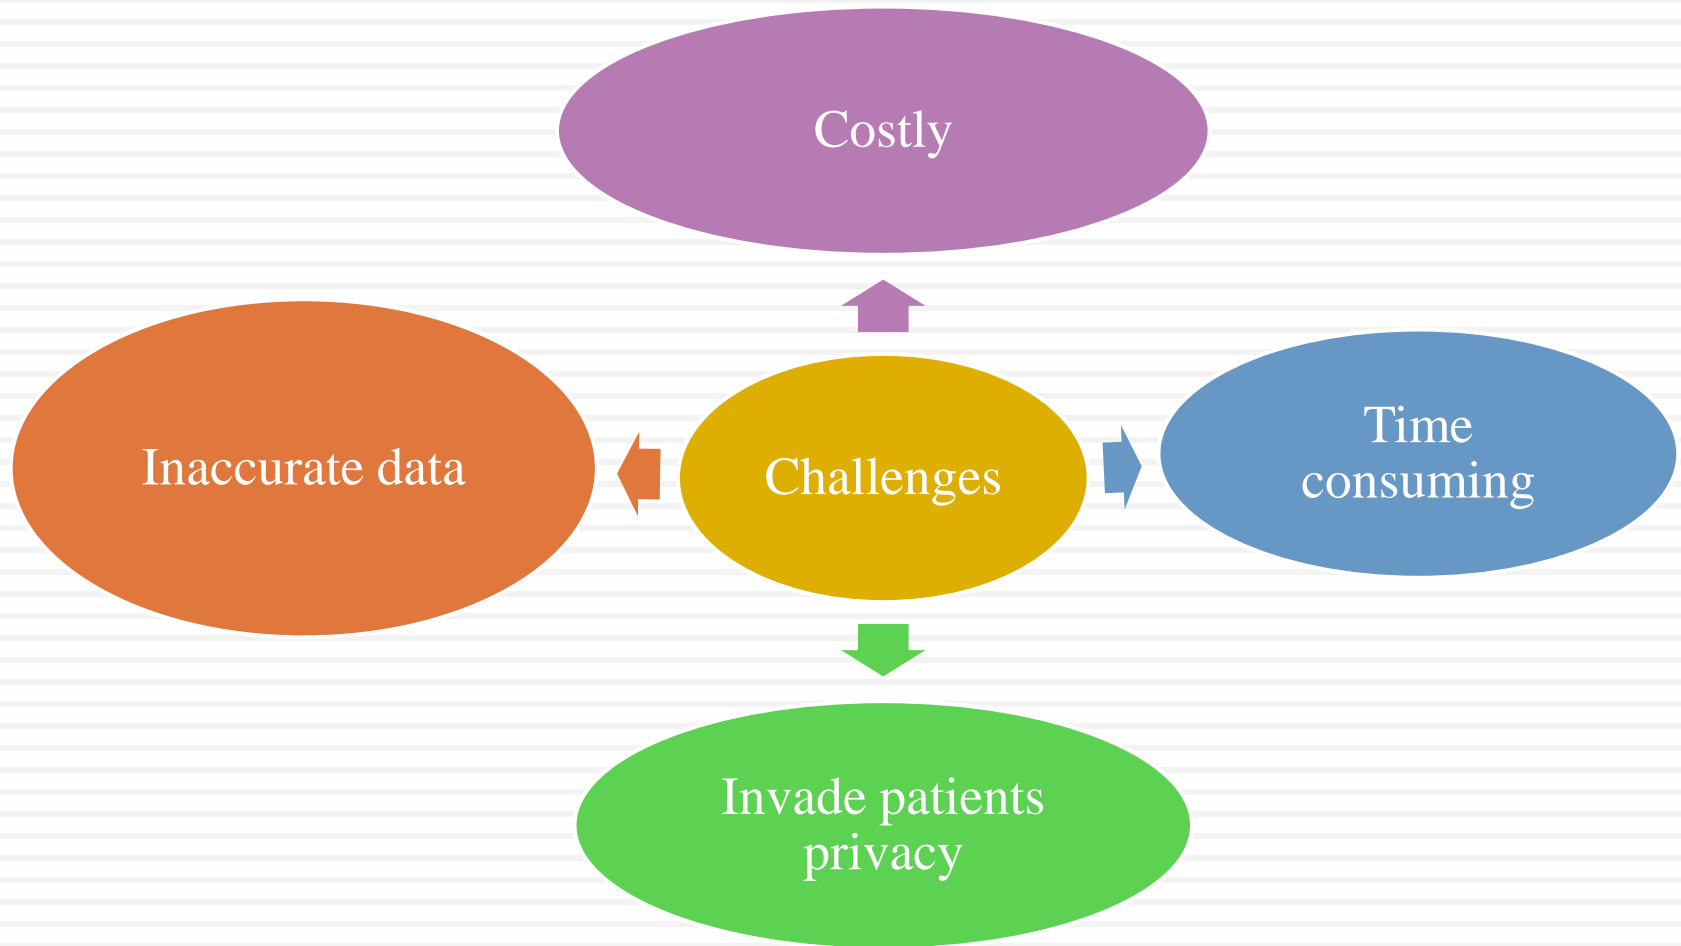 Costly
Inaccurate data
Challenges
Time
consuming
Invade patients
privacy